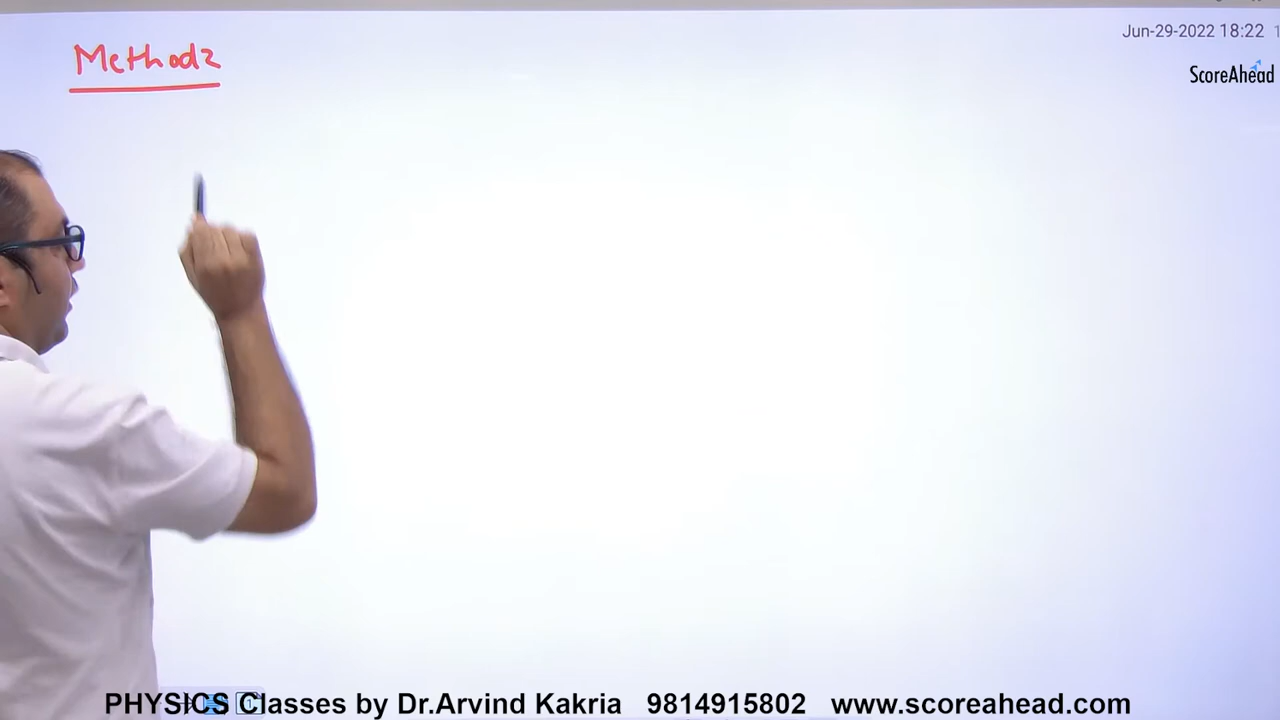 Jun-29-2022 18:22
Method2
ScoreAhead
PHYSICS Classes by Dr.Arvind Kakria 9814915802 www.scoreahead.com